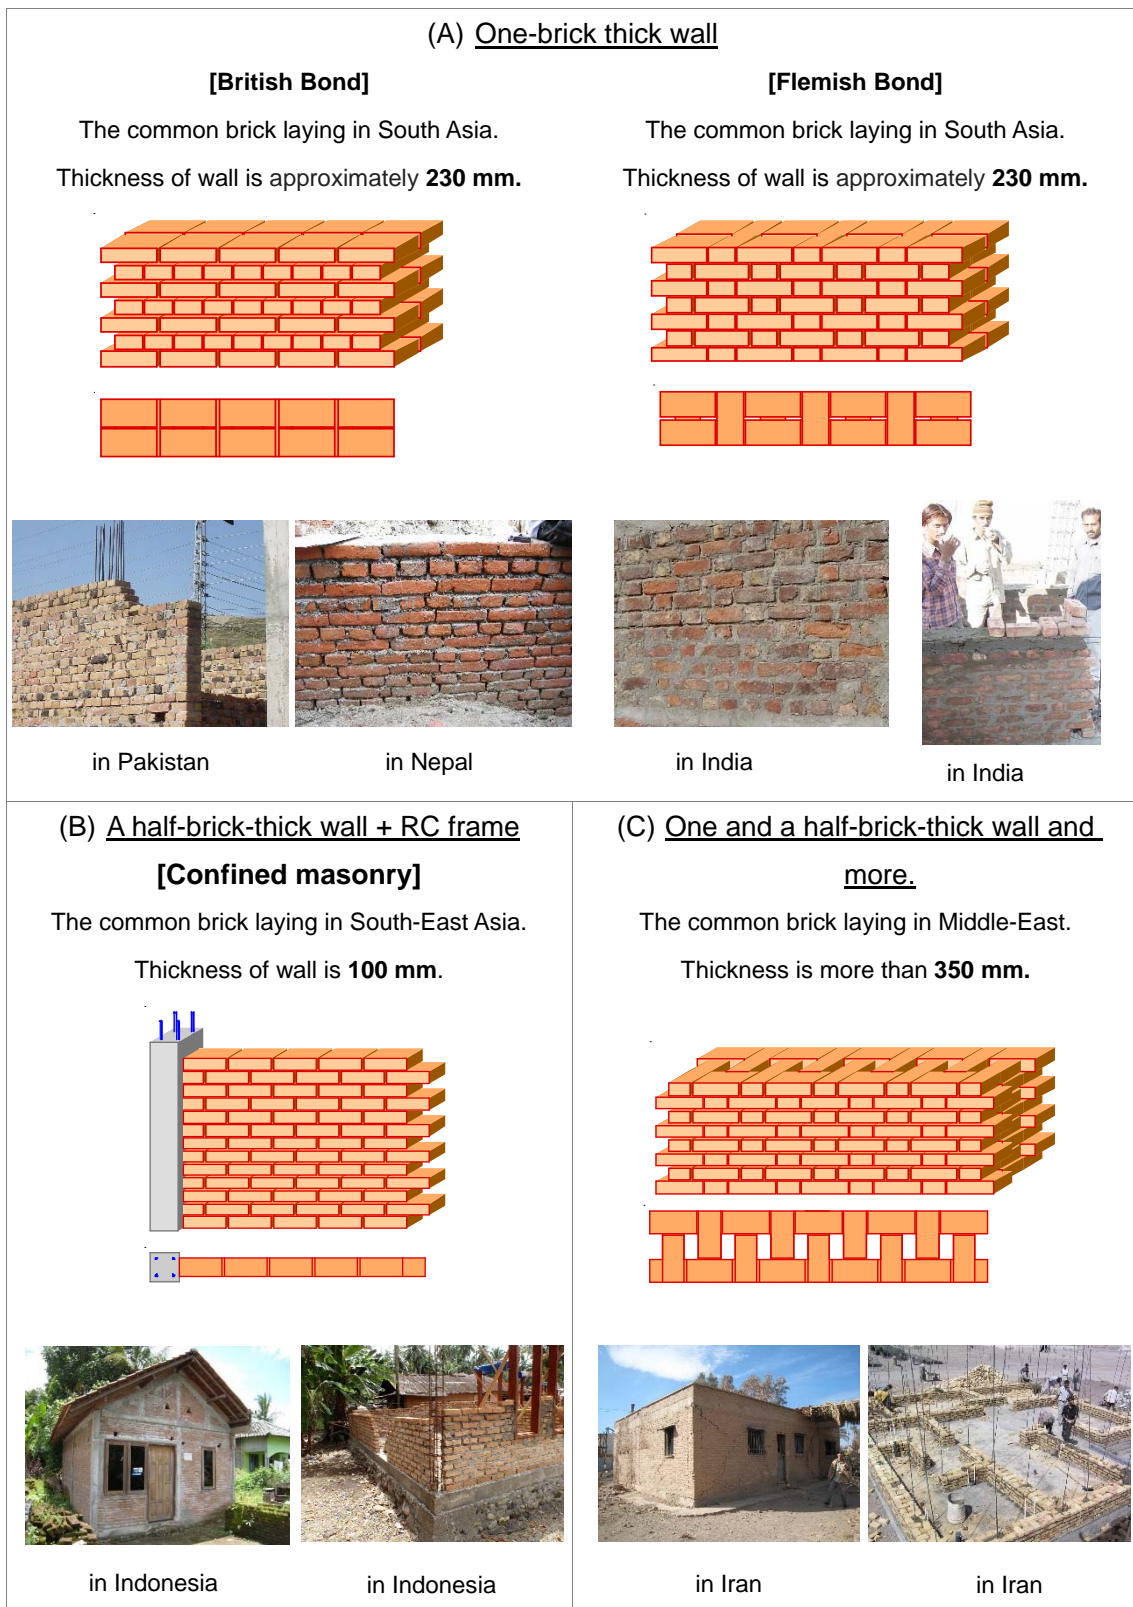 (A) One-brick thick wall
[British Bond]
The common brick laying in South Asia.
Thickness of wall is approximately 230 mm.
[Flemish Bond]
The common brick laying in South Asia.
Thickness of wall is approximately 230 mm.
in Pakistan
in Nepal
in India
in India
(B) A half-brick-thick wall + RC frame
[Confined masonry]
The common brick laying in South-East Asia.
Thickness of wall is 100 mm.
in Indonesia
in Indonesia
(C) One and a half-brick-thick wall and
more.
The common brick laying in Middle-East.
Thickness is more than 350 mm.
in Iran
in Iran